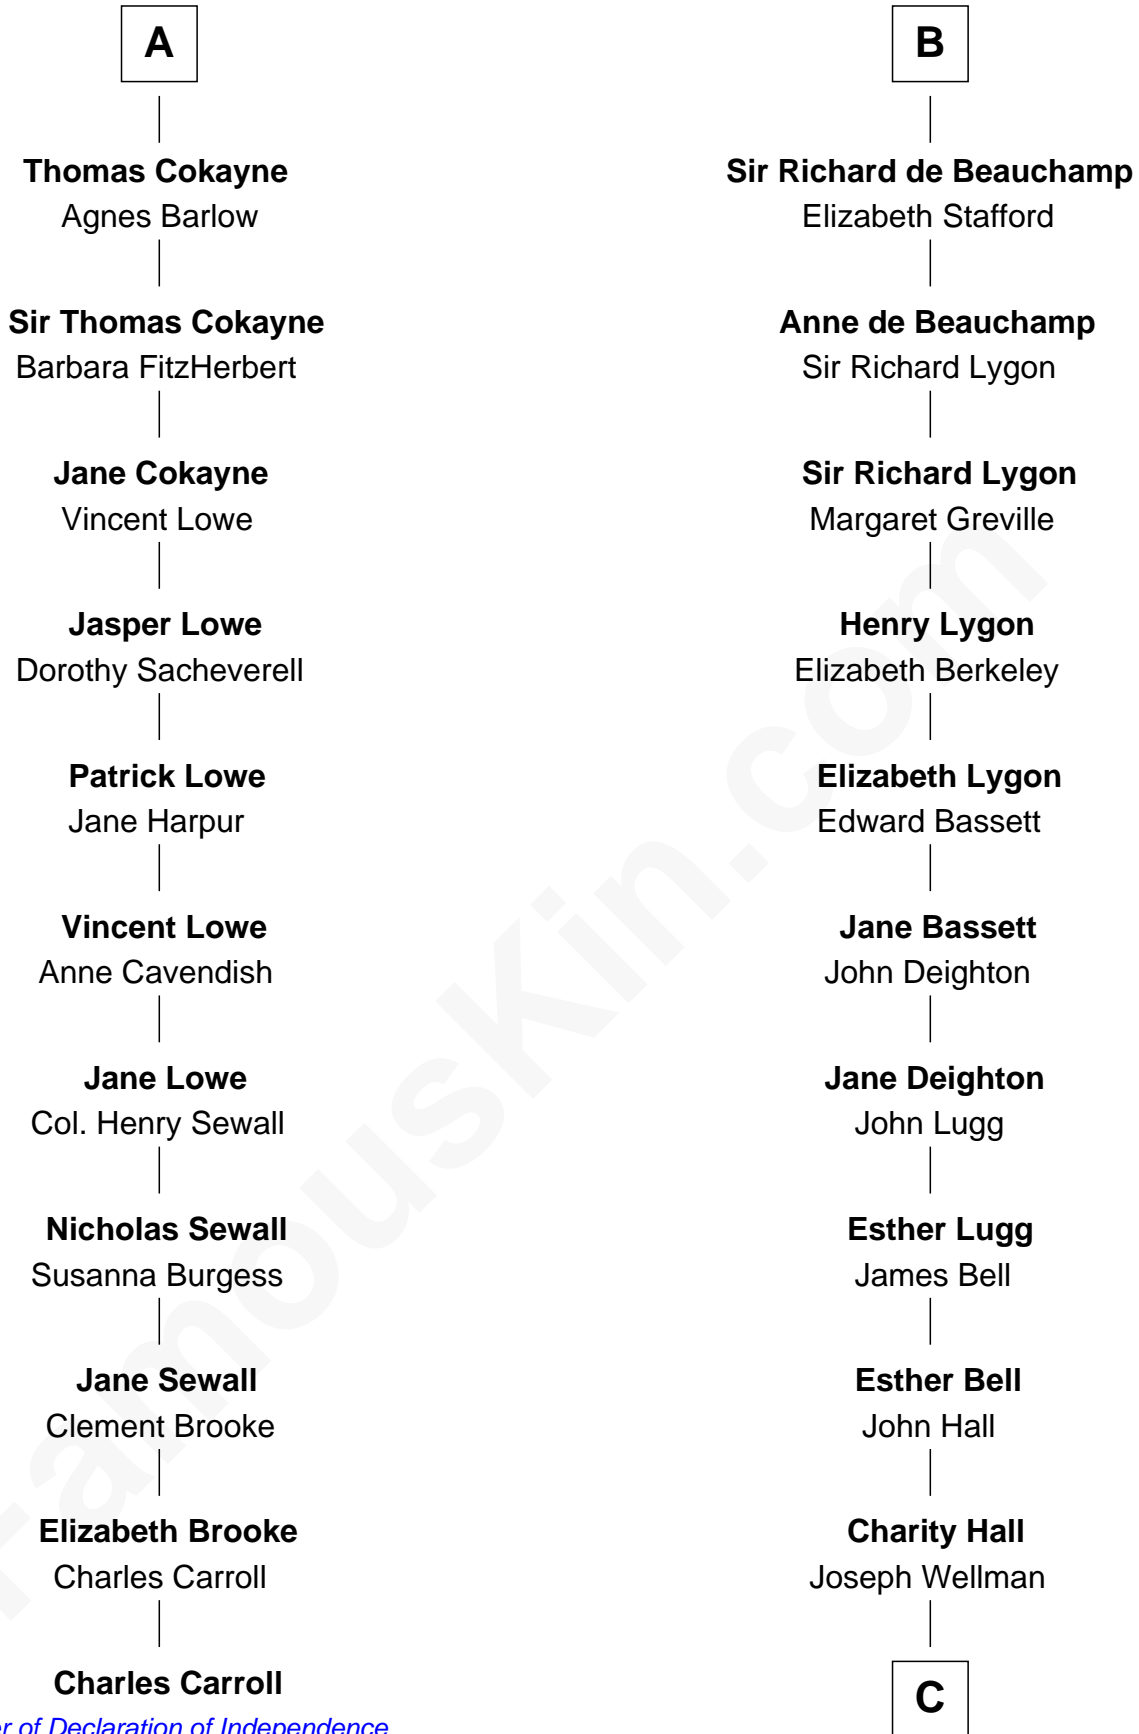 A
Thomas Cokayne
Agnes Barlow
Sir Thomas Cokayne
Barbara FitzHerbert
Jane Cokayne
Vincent Lowe
Jasper Lowe
Dorothy Sacheverell
Patrick Lowe
Jane Harpur
Vincent Lowe
Anne Cavendish
Jane Lowe
Col. Henry Sewall
Nicholas Sewall
Susanna Burgess
Jane Sewall
Clement Brooke
Elizabeth Brooke
Charles Carroll
Charles Carroll
of Declaration of Independence
B
Sir Richard de Beauchamp
Elizabeth Stafford
Anne de Beauchamp
Sir Richard Lygon
Sir Richard Lygon
Margaret Greville
Henry Lygon
Elizabeth Berkeley
Elizabeth Lygon
Edward Bassett
Jane Bassett
John Deighton
Jane Deighton
John Lugg
Esther Lugg
James Bell
Esther Bell
John Hall
Charity Hall
Joseph Wellman
C
FamousKin.com